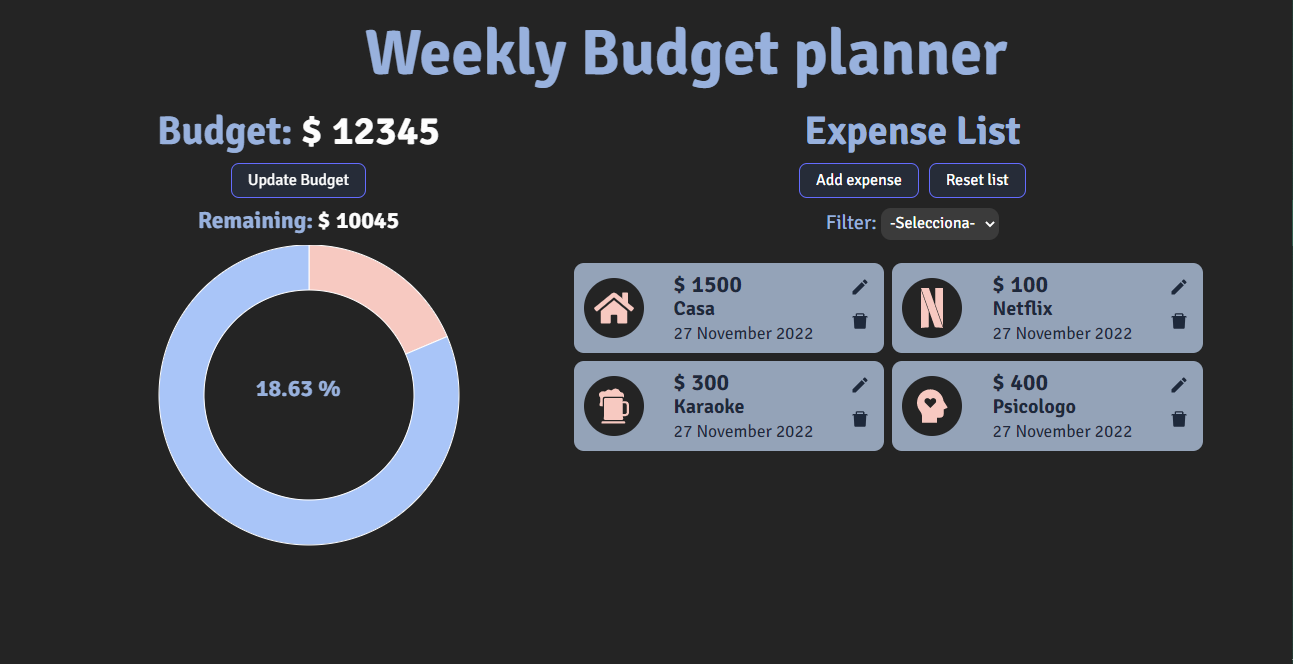 Weekly Budget planner
Budget: $ 12345
Update Budget
Remaining: $ 10045
18.63 %
Expense List
Add expense
Reset list
Filter: -Selecciona-
$ 1500
Casa
27 November 2022
$ 100
Netflix
27 November 2022
$ 300
Karaoke
27 November 2022
$ 400
Psicologo
27 November 2022